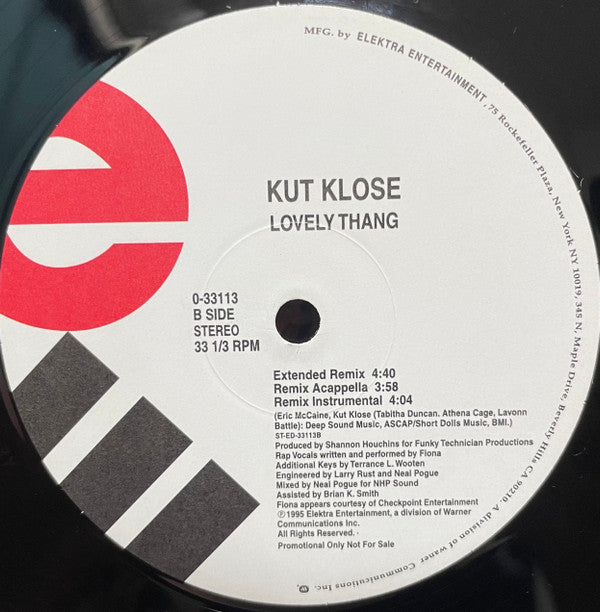 MFG. by ELEKTRA ENTERTAINMENT, 75 Rockefeller Plaza, New York NY 10019, 345 N. Maple Drive, Beverly Hills CA 90210. A division of waner Communications Inc.
e
KUT KLOSE
LOVELY THANG
0-33113
B SIDE
STEREO
33 1/3 RPM
Extended Remix 4:40
Remix Acappella 3:58
Remix Instrumental 4:04
(Eric McCaine, Kut Klose (Tabitha Duncan. Athena Cage, Lavonn
Battle): Deep Sound Music, ASCAP/Short Dolls Music, BMI.)
ST-ED-33113B
Produced by Shannon Houchins for Funky Technician Productions
Rap Vocals written and performed by Fiona
Additional Keys by Terrance L. Wooten
Engineered by Larry Rust and Neal Pogue
Mixed by Neal Pogue for NHP Sound
Assisted by Brian K. Smith
Fiona appears courtesy of Checkpoint Entertainment
℗1995 Elektra Entertainment, a division of Warner
Communications Inc.
All Rights Reserved.
Promotional Only Not For Sale